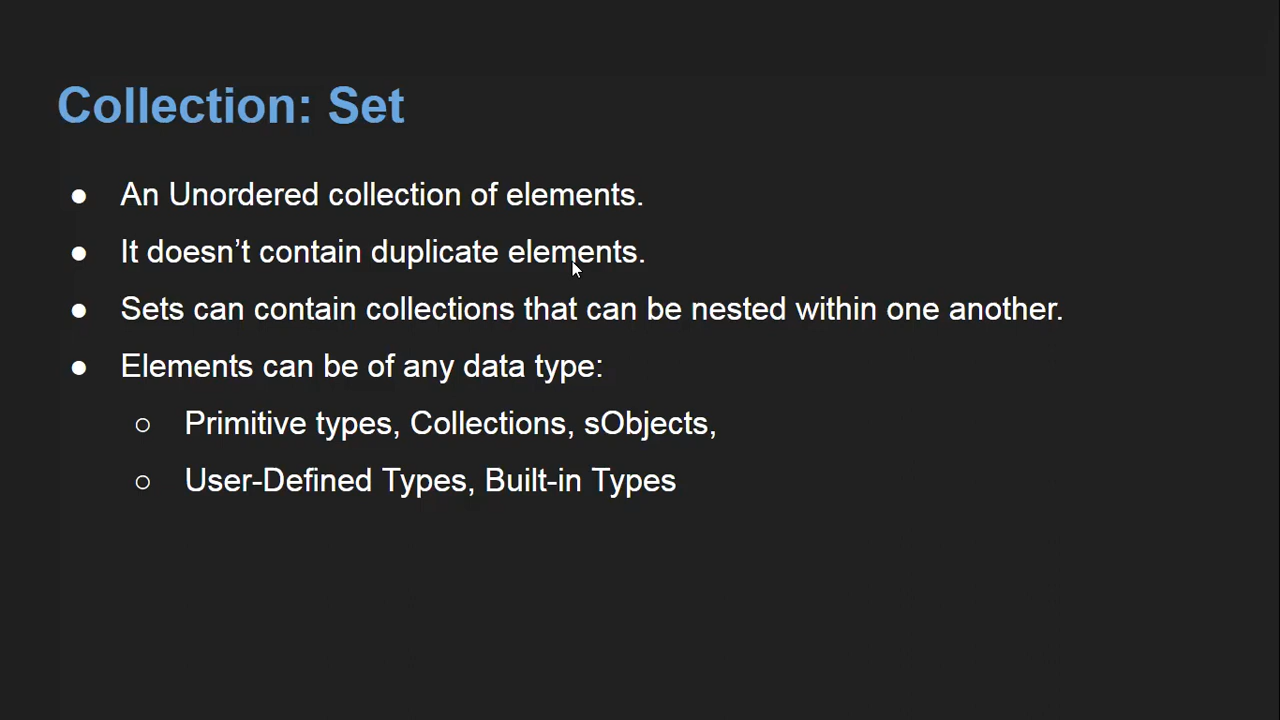 Collection: Set
● An Unordered collection of elements.
● It doesn’t contain duplicate elements.
● Sets can contain collections that can be nested within one another.
● Elements can be of any data type:
○ Primitive types, Collections, sObjects,
○ User-Defined Types, Built-in Types